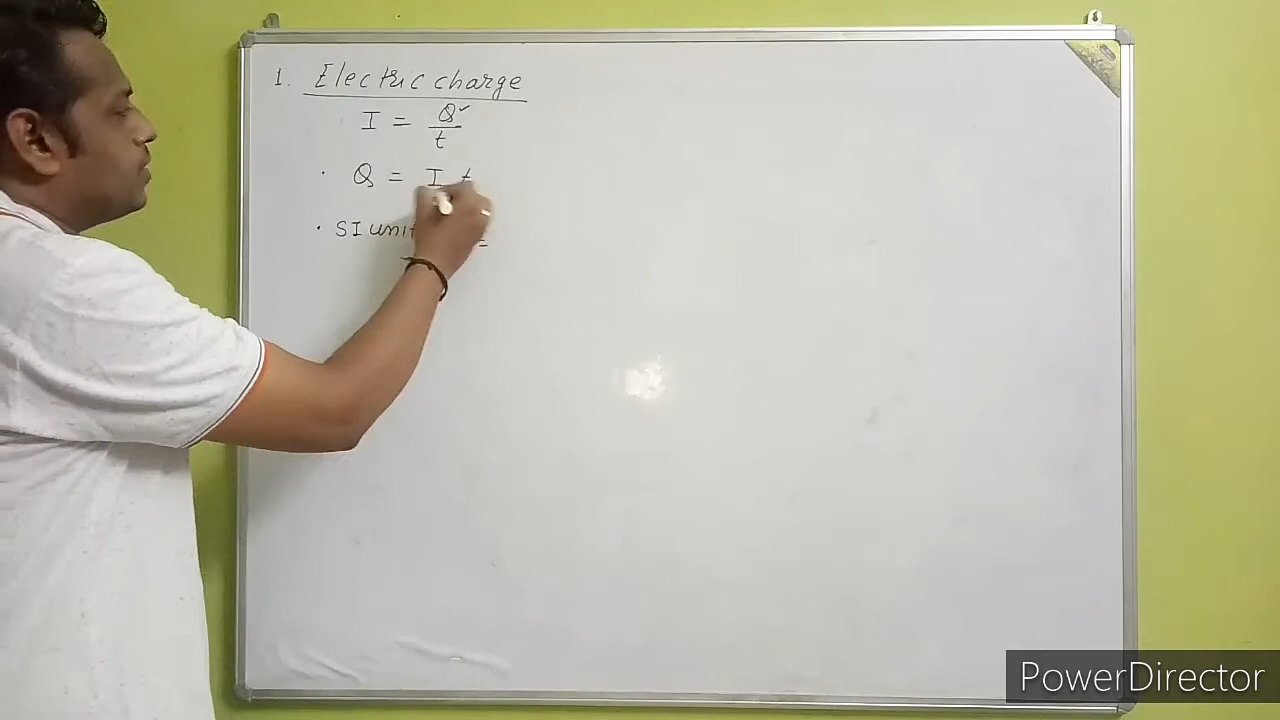 1. Electric charge
I = Q/t
· Q = I t
· SI unit =
PowerDirector